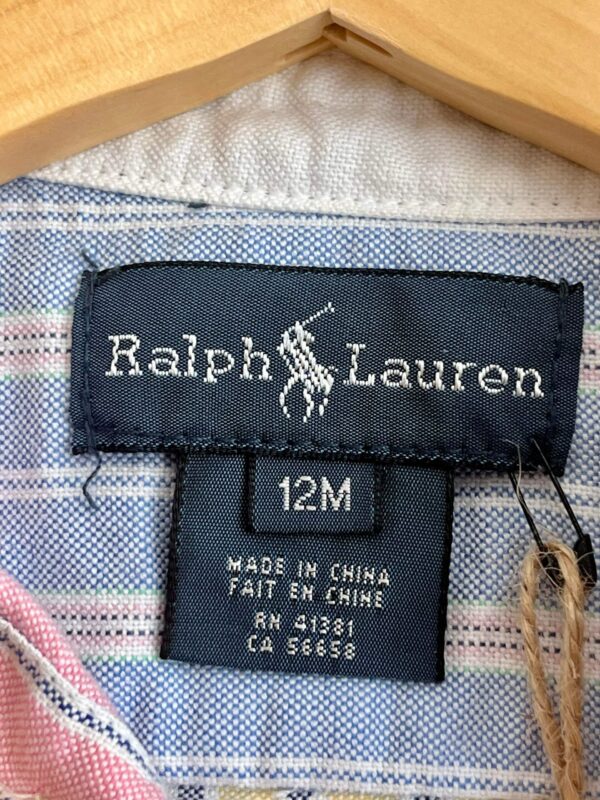 Ralph Lauren
12M
MADE IN CHINA
FAIT EN CHINE
RN 41381
CA 56658